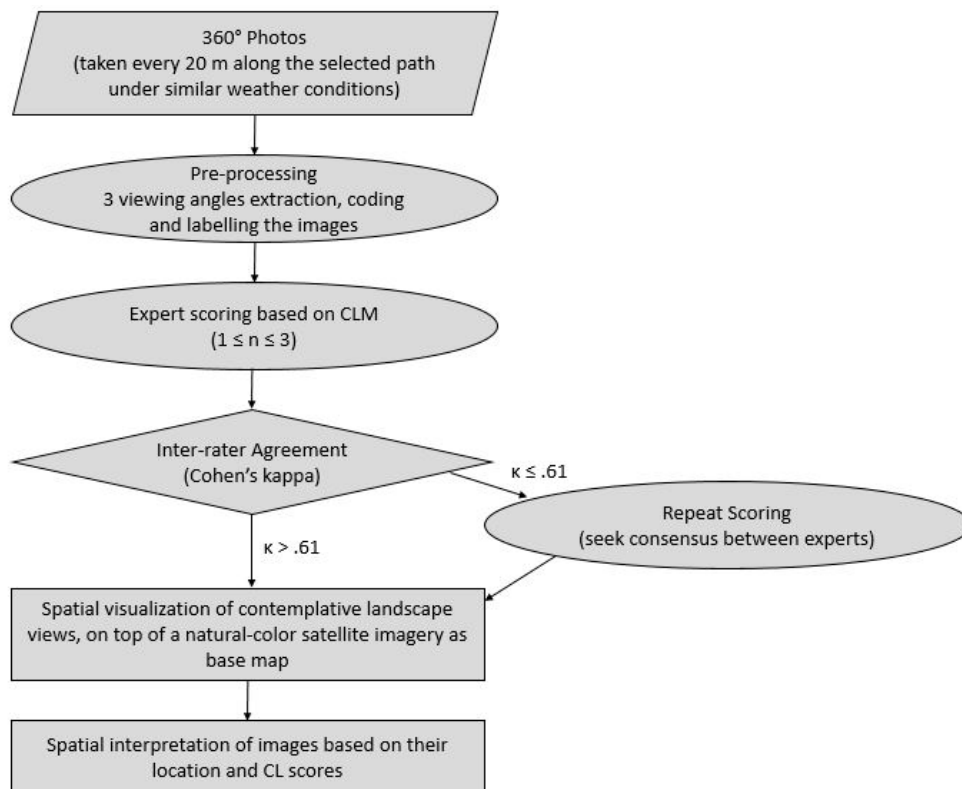 360° Photos
(taken every 20 m along the selected path
under similar weather conditions)
Pre-processing
3 viewing angles extraction, coding
and labelling the images
Expert scoring based on CLM
(1 ≤ n ≤ 3)
Inter-rater Agreement
(Cohen's kappa)
κ ≤ .61
Repeat Scoring
(seek consensus between experts)
κ > .61
Spatial visualization of contemplative landscape
views, on top of a natural-color satellite imagery as
base map
Spatial interpretation of images based on their
location and CL scores